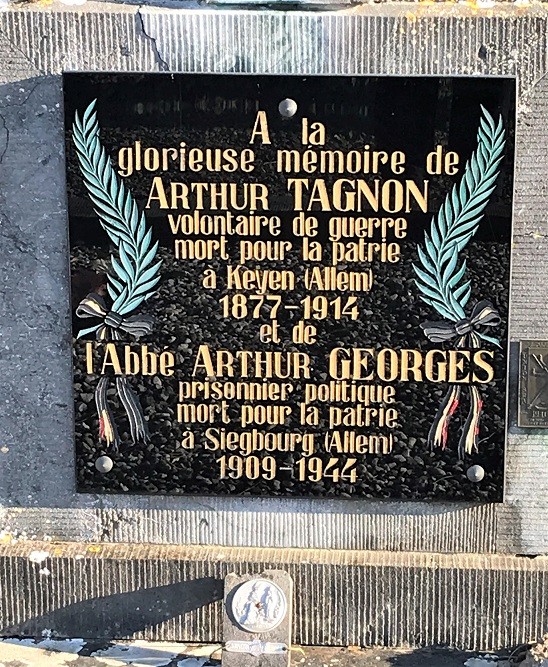 A la
glorieuse mémoire de
ARTHUR TAGNON
volontaire de guerre
mort pour la patrie
à Keyen (Allem)
1877-1914
et de
l'Abbé ARTHUR GEORGES
prisonnier politique
mort pour la patrie
à Siegbourg (Allem)
1909-1944